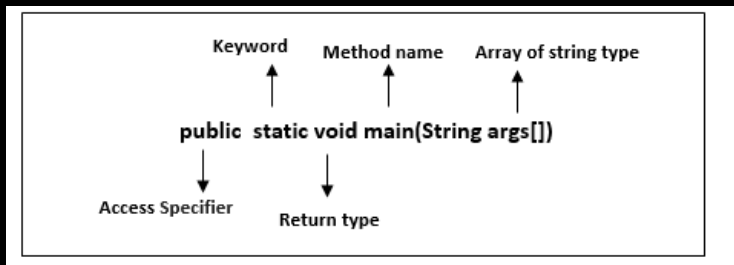 Keyword
Method name
Array of string type
public static void main(String args[])
Access Specifier
Return type